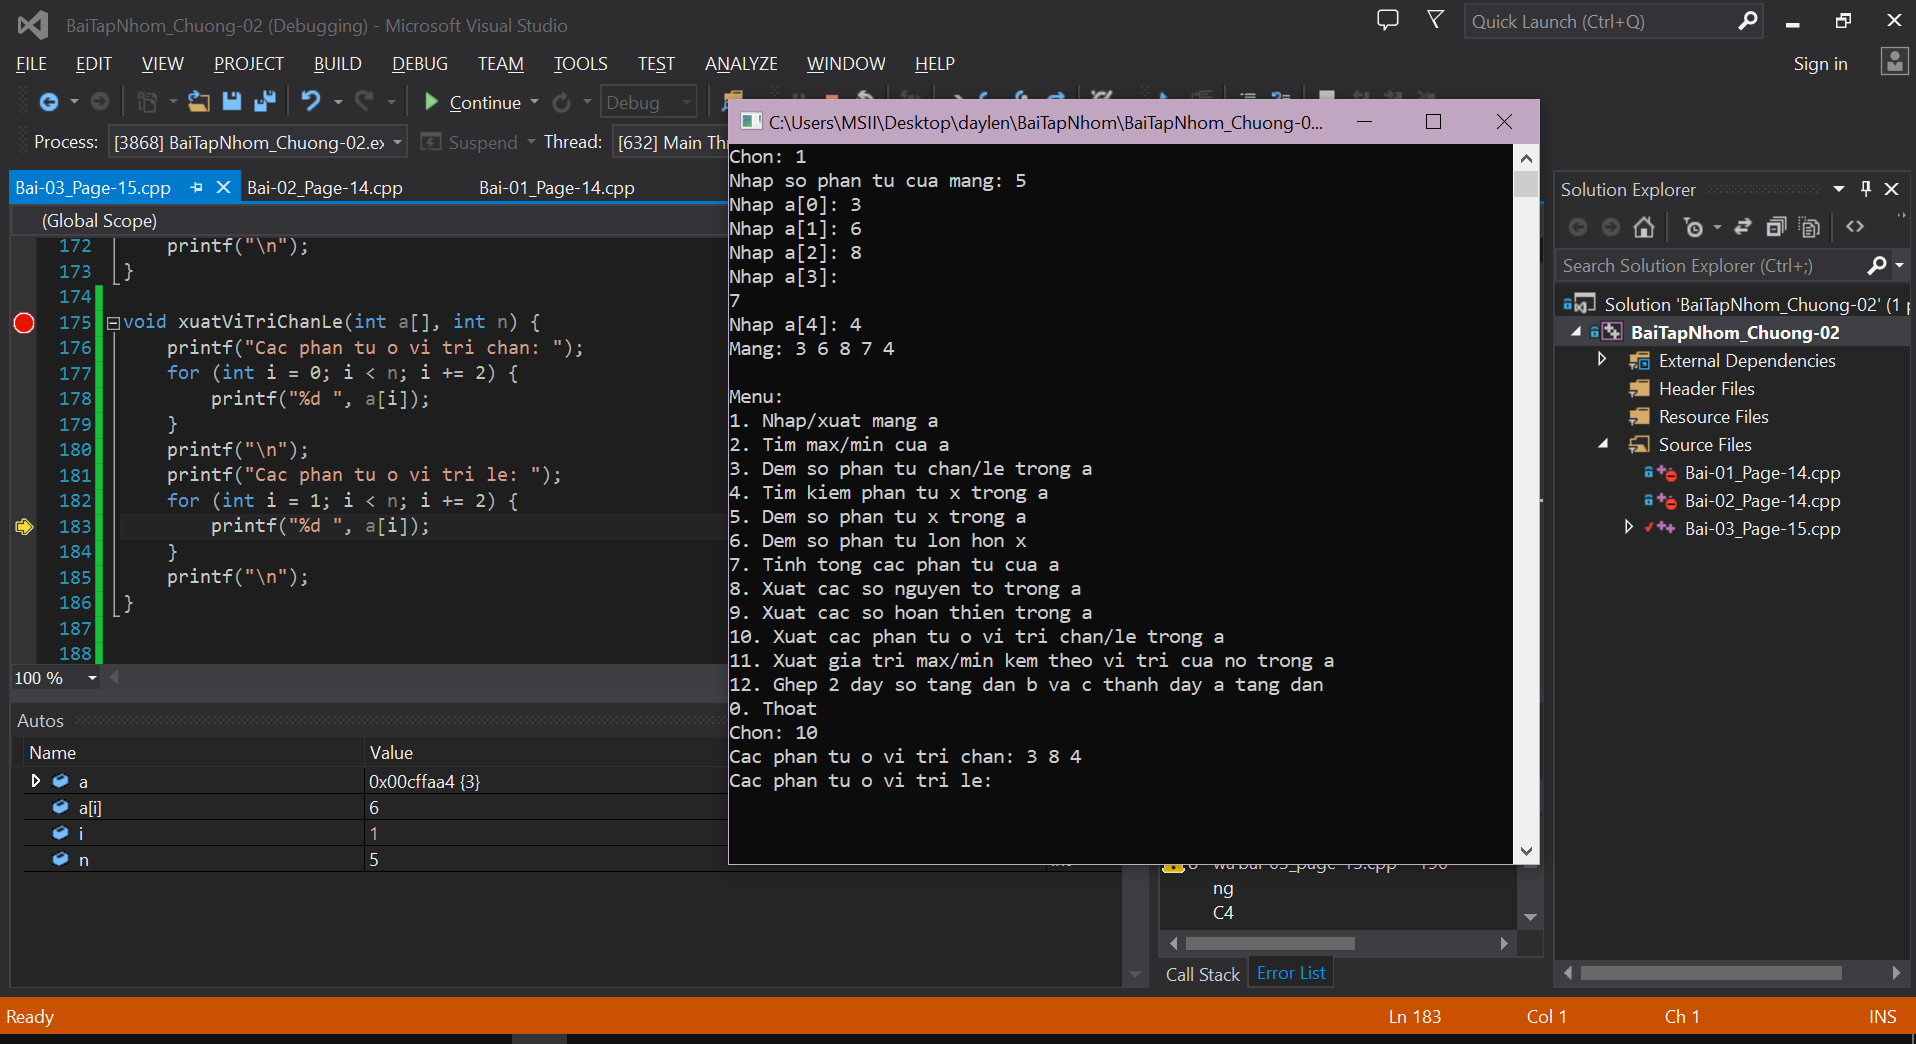 BaiTapNhom_Chuong-02 (Debugging) - Microsoft Visual Studio
Quick Launch (Ctrl+Q)
FILE EDIT VIEW PROJECT BUILD DEBUG TEAM TOOLS TEST ANALYZE WINDOW HELP
Sign in
Continue Debug
Process: [3868] BaiTapNhom_Chuong-02.ex Suspend Thread: [632] Main Thr
Bai-03_Page-15.cpp Bai-02_Page-14.cpp Bai-01_Page-14.cpp
(Global Scope)
172 printf("\n");
173 }
174
175 void xuatViTriChanLe(int a[], int n) {
176 printf("Cac phan tu o vi tri chan: ");
177 for (int i = 0; i < n; i += 2) {
178 printf("%d ", a[i]);
179 }
180 printf("\n");
181 printf("Cac phan tu o vi tri le: ");
182 for (int i = 1; i < n; i += 2) {
183 printf("%d ", a[i]);
184 }
185 printf("\n");
186 }
187
188
100 %
Autos
Name Value
a 0x00cffaa4 {3}
a[i] 6
i 1
n 5
C:\Users\MSII\Desktop\daylen\BaiTapNhom\BaiTapNhom_Chuong-0...
Chon: 1
Nhap so phan tu cua mang: 5
Nhap a[0]: 3
Nhap a[1]: 6
Nhap a[2]: 8
Nhap a[3]:
7
Nhap a[4]: 4
Mang: 3 6 8 7 4
Menu:
1. Nhap/xuat mang a
2. Tim max/min cua a
3. Dem so phan tu chan/le trong a
4. Tim kiem phan tu x trong a
5. Dem so phan tu x trong a
6. Dem so phan tu lon hon x
7. Tinh tong cac phan tu cua a
8. Xuat cac so nguyen to trong a
9. Xuat cac so hoan thien trong a
10. Xuat cac phan tu o vi tri chan/le trong a
11. Xuat gia tri max/min kem theo vi tri cua no trong a
12. Ghep 2 day so tang dan b va c thanh day a tang dan
0. Thoat
Chon: 10
Cac phan tu o vi tri chan: 3 8 4
Cac phan tu o vi tri le:
ng
C4
Call Stack Error List
Solution Explorer
Search Solution Explorer (Ctrl+;)
Solution 'BaiTapNhom_Chuong-02' (1 p
BaiTapNhom_Chuong-02
External Dependencies
Header Files
Resource Files
Source Files
Bai-01_Page-14.cpp
Bai-02_Page-14.cpp
Bai-03_Page-15.cpp
Ready Ln 183 Col 1 Ch 1 INS